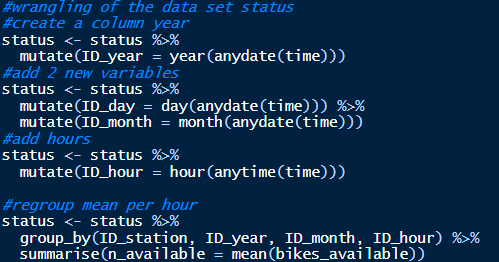 #wrangling of the data set status
#create a column year
status <- status %>%
  mutate(ID_year = year(anydate(time)))
#add 2 new variables
status <- status %>%
  mutate(ID_day = day(anydate(time))) %>%
  mutate(ID_month = month(anydate(time)))
#add hours
status <- status %>%
  mutate(ID_hour = hour(anytime(time)))

#regroup mean per hour
status <- status %>%
  group_by(ID_station, ID_year, ID_month, ID_hour) %>%
  summarise(n_available = mean(bikes_available))